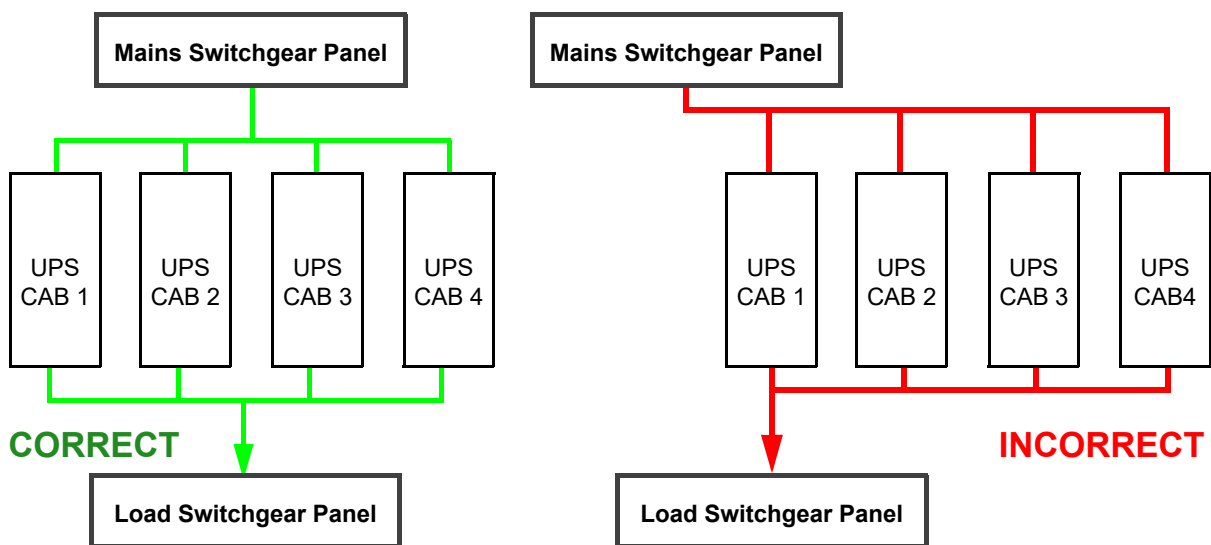 Mains Switchgear Panel
Mains Switchgear Panel
UPS
CAB 1
UPS
CAB 2
UPS
CAB 3
UPS
CAB 4
UPS
CAB 1
UPS
CAB 2
UPS
CAB 3
UPS
CAB4
CORRECT
INCORRECT
Load Switchgear Panel
Load Switchgear Panel